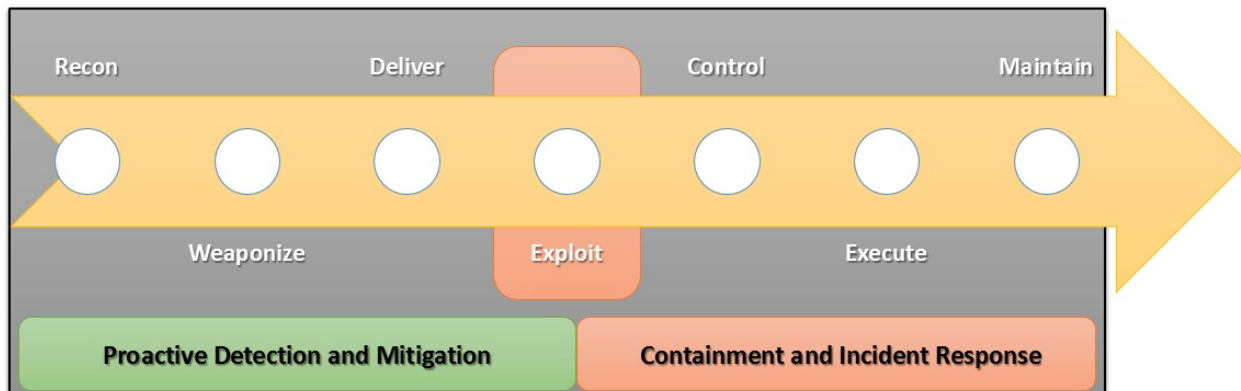 Recon
Deliver
Control
Maintain
Weaponize
Exploit
Execute
Proactive Detection and Mitigation
Containment and Incident Response